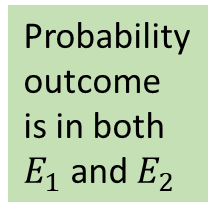 Probability
outcome
is in both
E₁ and E₂